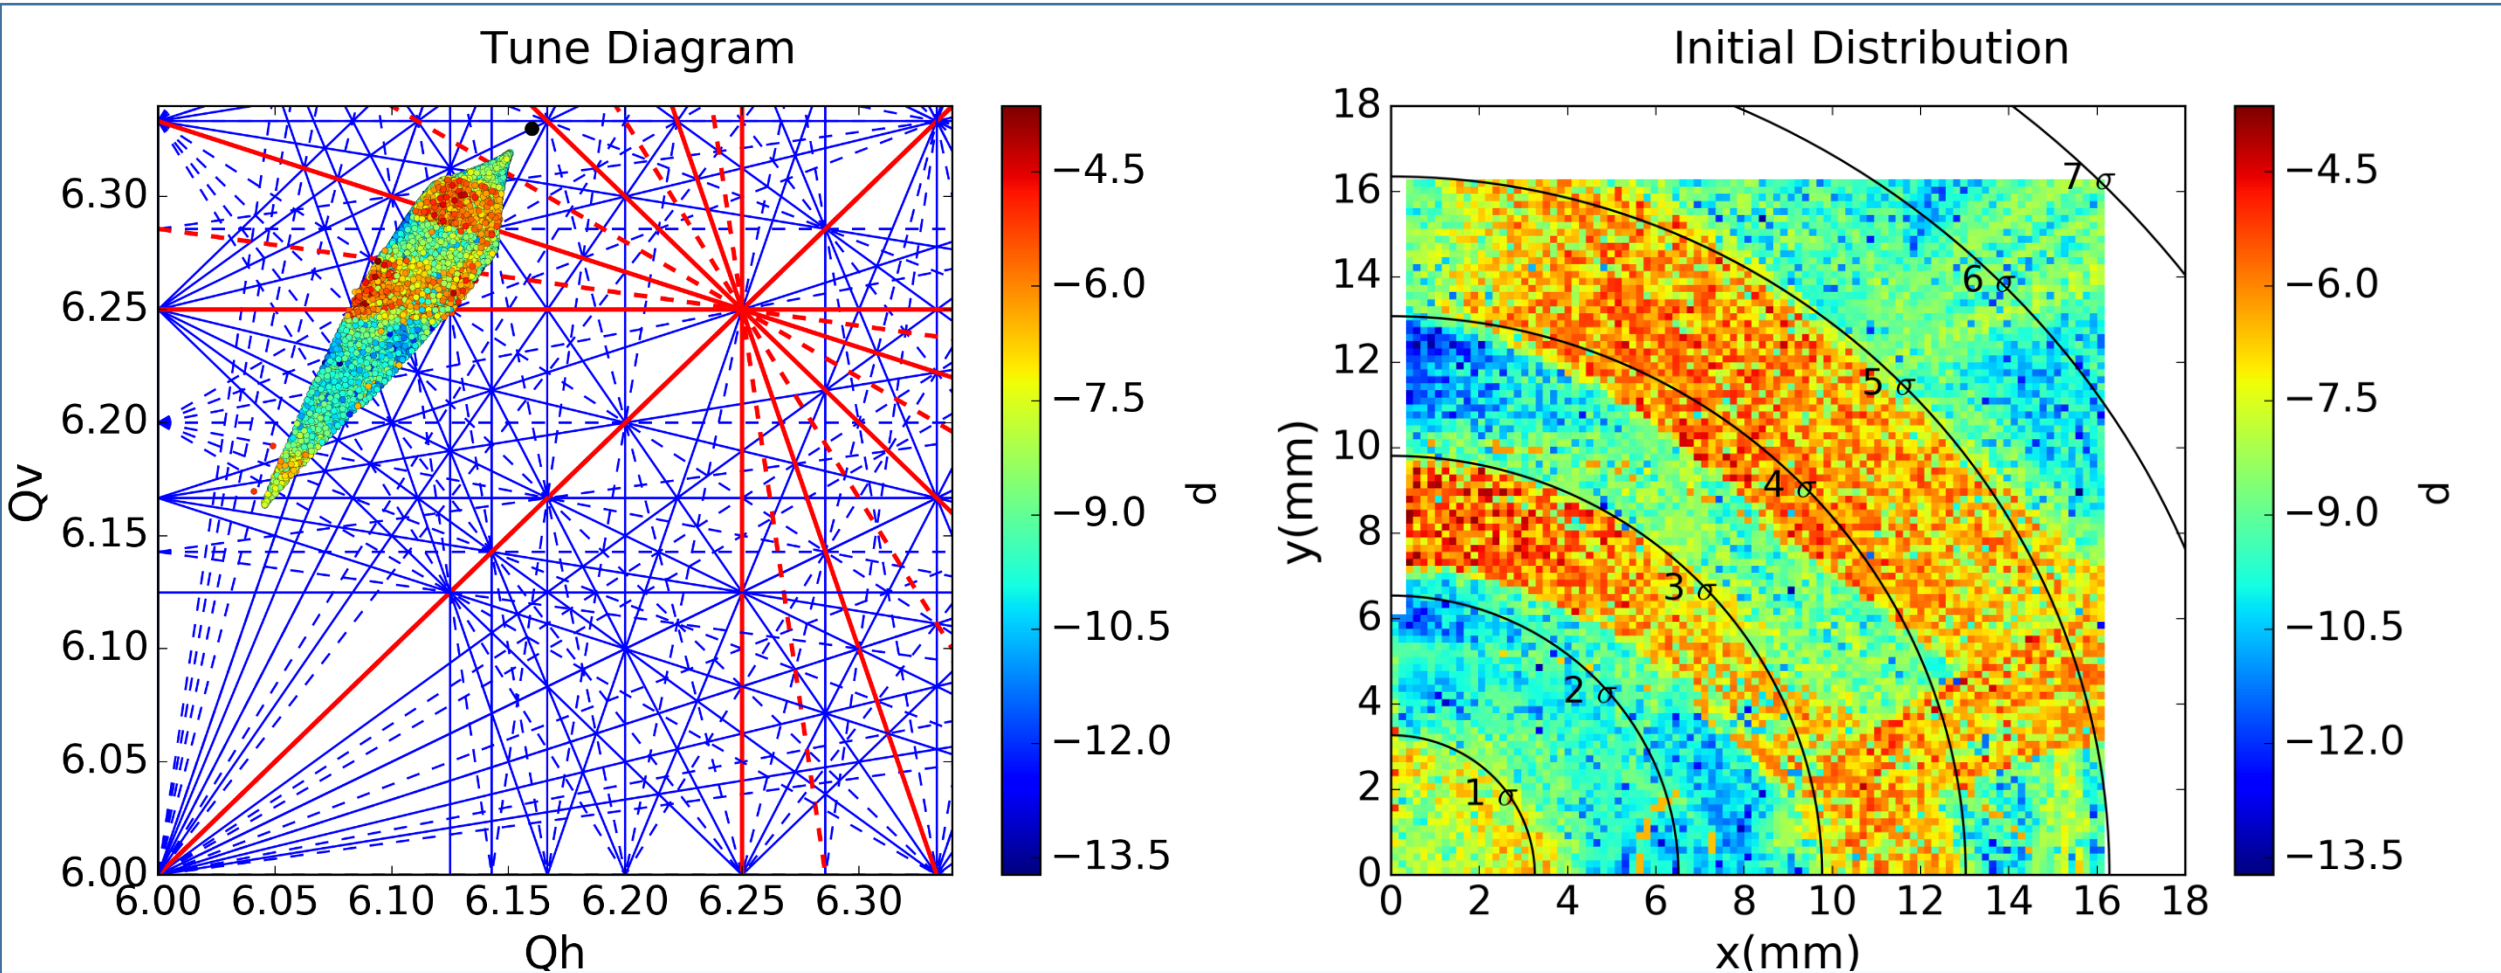 Tune Diagram
6.30
6.25
6.20
6.15
6.10
6.05
6.00
Qv
6.00 6.05 6.10 6.15 6.20 6.25 6.30
Qh
−4.5
−6.0
−7.5
−9.0
−10.5
−12.0
−13.5
d
Initial Distribution
18
16
14
12
10
8
6
4
2
0
y(mm)
7 σ
6 σ
5 σ
4 σ
3 σ
2 σ
1 σ
0 2 4 6 8 10 12 14 16 18
x(mm)
−4.5
−6.0
−7.5
−9.0
−10.5
−12.0
−13.5
d